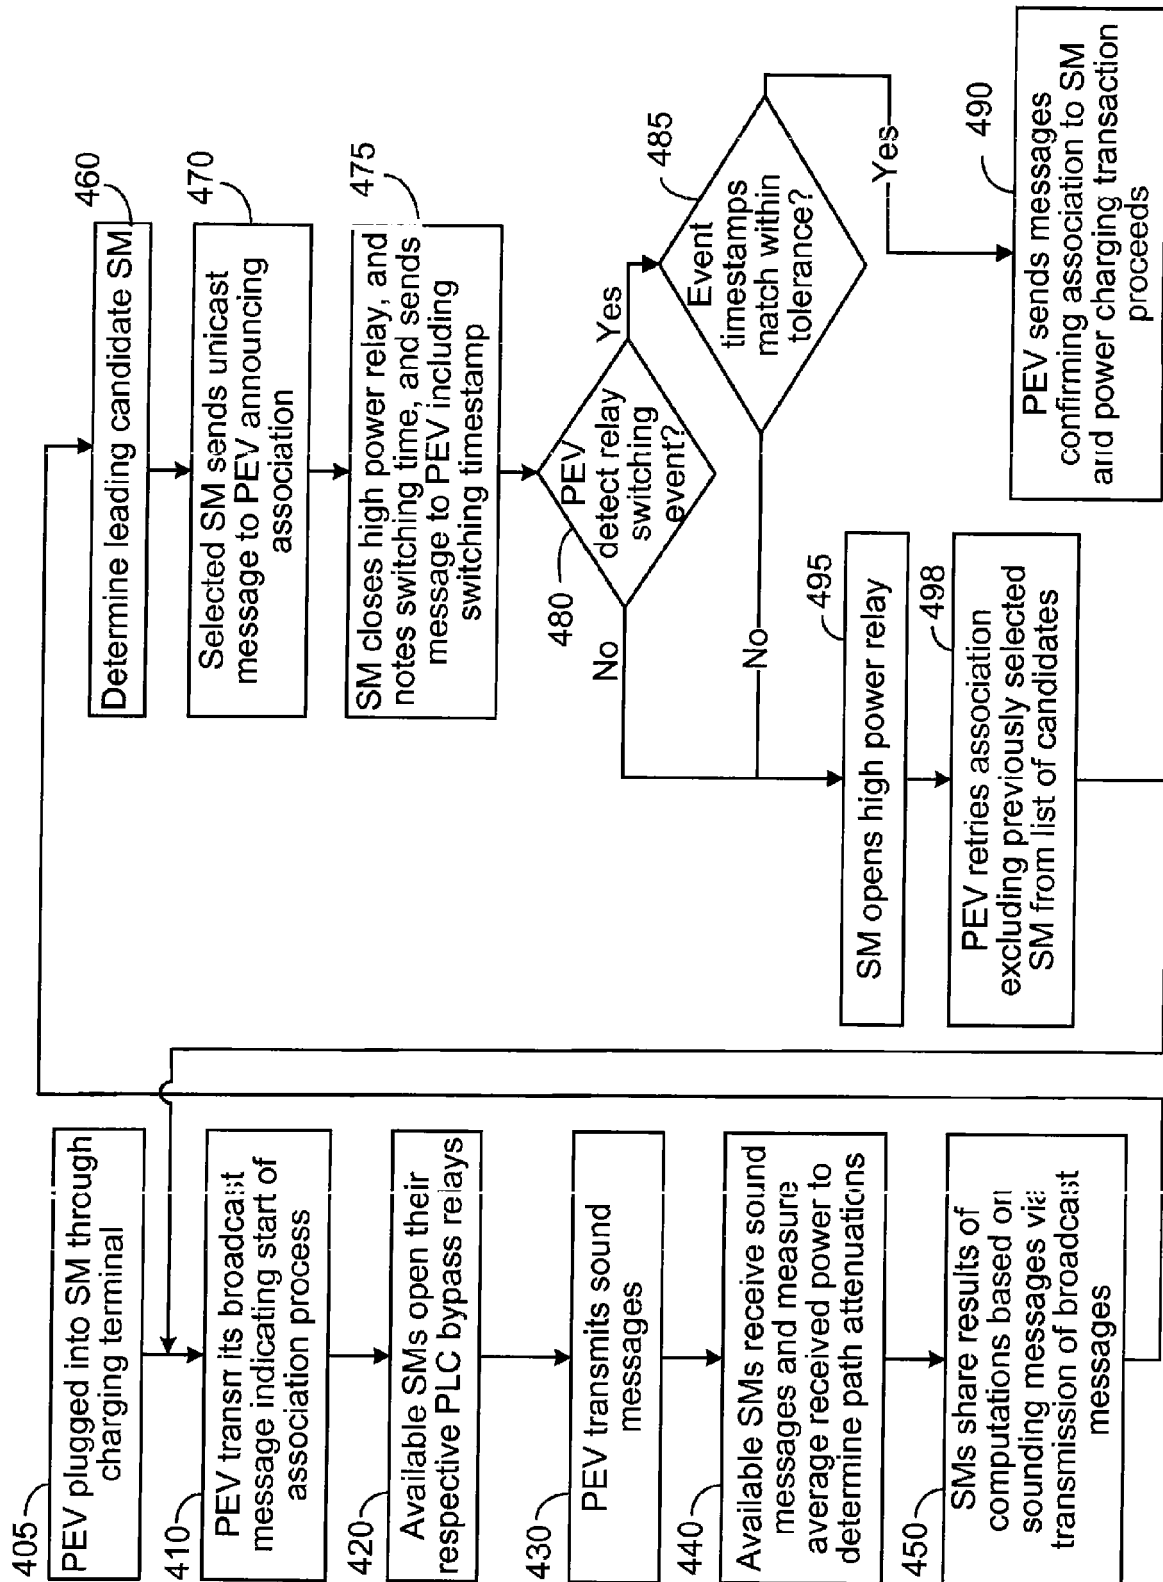 405
PEV plugged into SM through
charging terminal
410
PEV transmits broadcast
message indicating start of
association process
420
Available SMs open their
respective PLC bypass relays
430
PEV transmits sound
messages
440
Available SMs receive sound
messages and measure
average received power to
determine path attenuations
450
SMs share results of
computations based on
sounding messages via
transmission of broadcast
messages
460
Determine leading candidate SM
470
Selected SM sends unicast
message to PEV announcing
association
475
SM closes high power relay, and
notes switching time, and sends
message to PEV including
switching timestamp
480
PEV
detect relay
switching
event?
No
Yes
485
Event
timestamps
match within
tolerance?
No
Yes
490
PEV sends messages
confirming association to SM
and power charging transaction
proceeds
495
SM opens high power relay
498
PEV retries association
excluding previously selected
SM from list of candidates